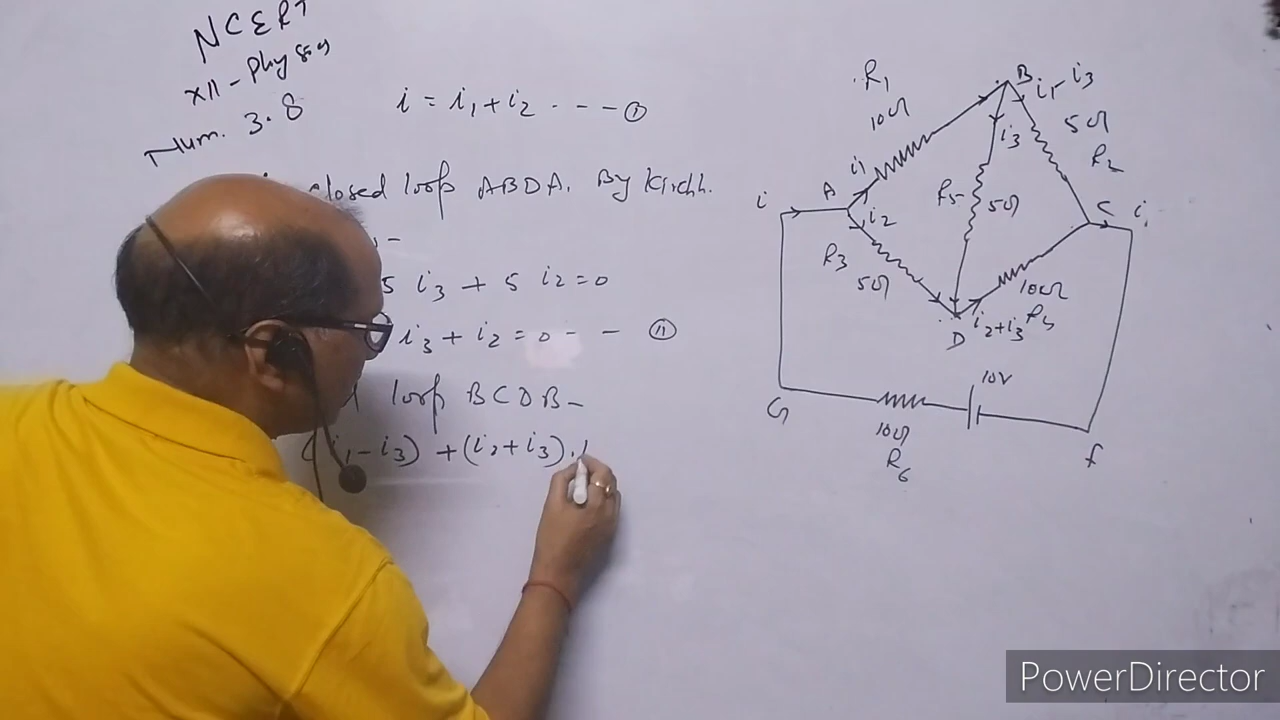 NCERT
XII - Physics
Num. 3.8
i = i1 + i2 - - - (I)
closed loop ABDA. By Kirchh.
5 i3 + 5 i2 = 0
i3 + i2 = 0 - - (II)
loop BCDB -
i1 - i3) + (i2 + i3) . 1
R1
10Ω
i1
B
i1 - i3
5Ω
R2
i3
R5
5Ω
i
A
i2
R3
5Ω
C
i
10Ω
i2 + i3
D
G
10Ω
R6
10V
f
PowerDirector